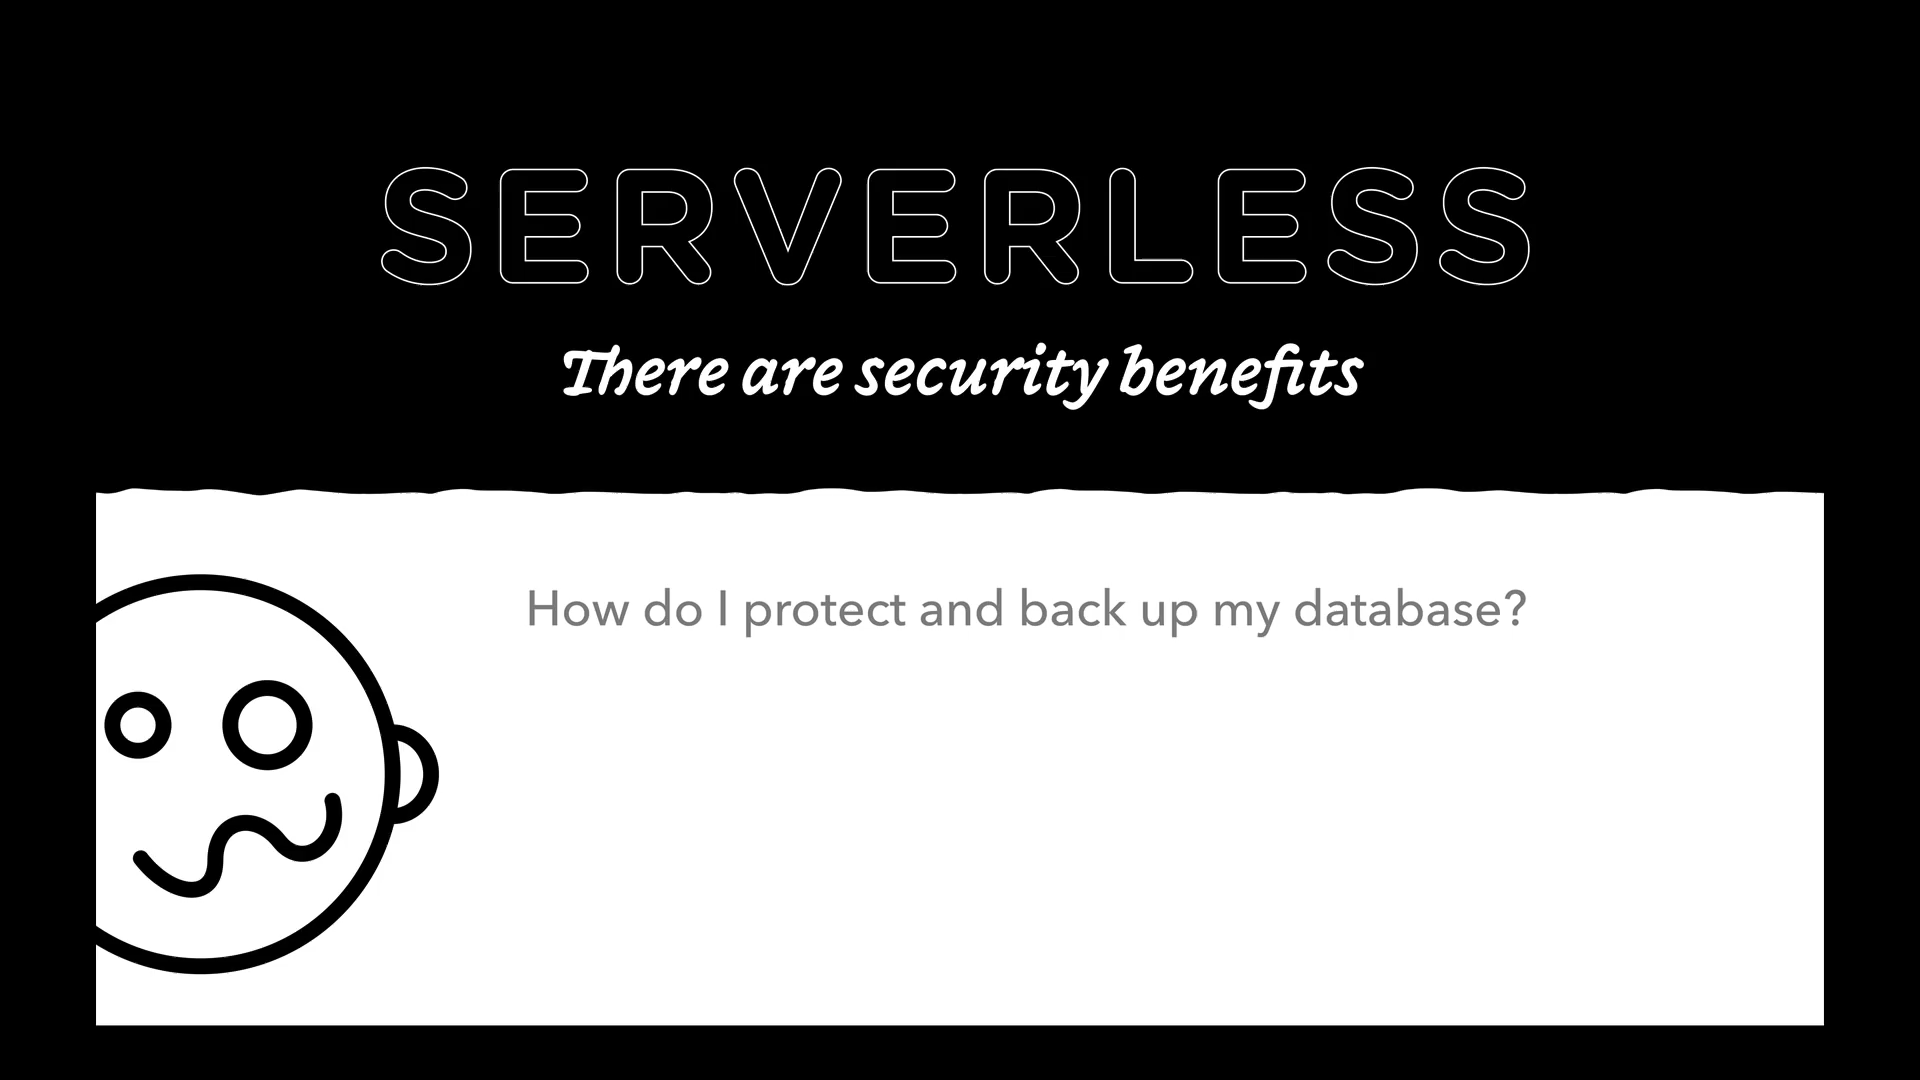 SERVERLESS
There are security benefits
How do I protect and back up my database?